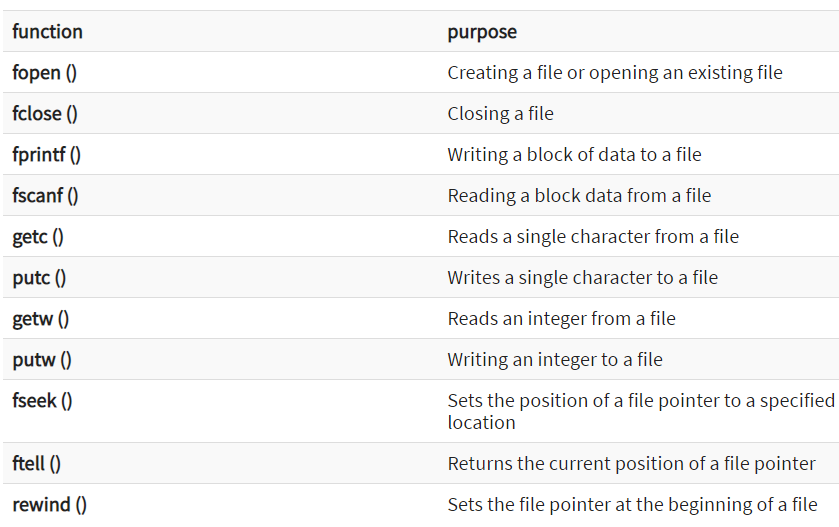 function purpose
fopen () Creating a file or opening an existing file
fclose () Closing a file
fprintf () Writing a block of data to a file
fscanf () Reading a block data from a file
getc () Reads a single character from a file
putc () Writes a single character to a file
getw () Reads an integer from a file
putw () Writing an integer to a file
fseek () Sets the position of a file pointer to a specified
location
ftell () Returns the current position of a file pointer
rewind () Sets the file pointer at the beginning of a file